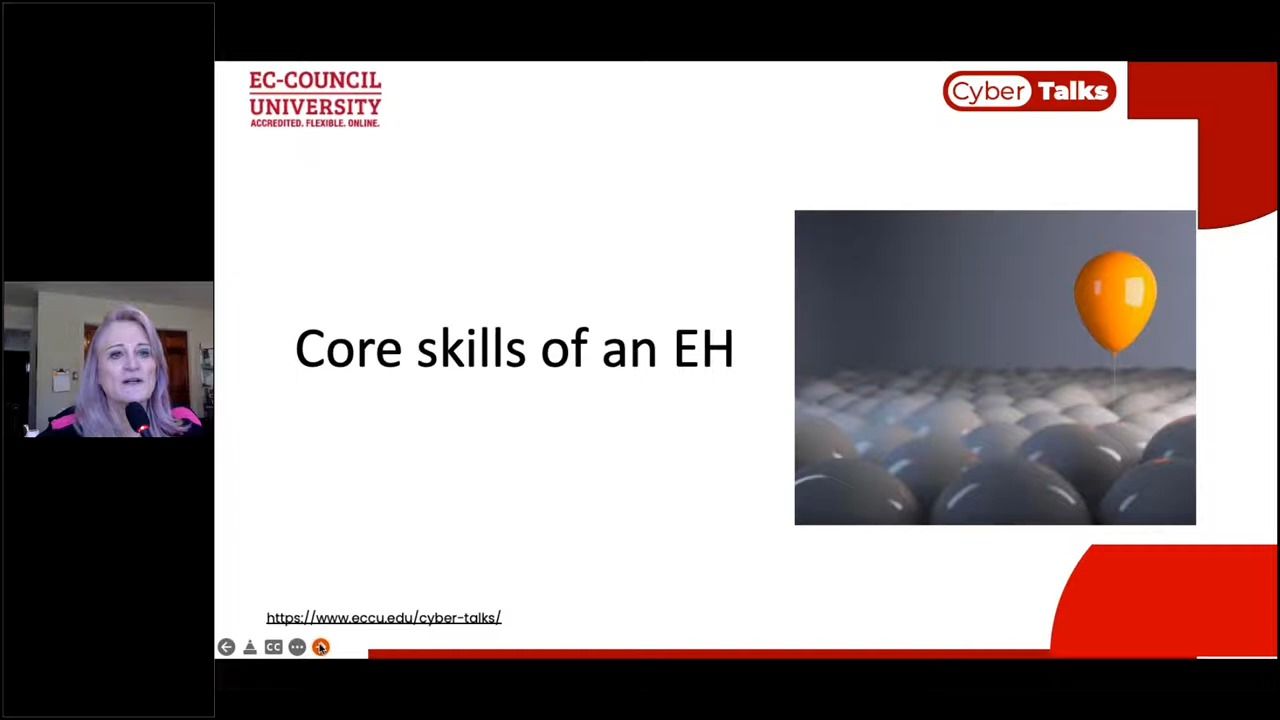 EC-COUNCIL
UNIVERSITY
ACCREDITED. FLEXIBLE. ONLINE.
Cyber Talks
Core skills of an EH
https://www.eccu.edu/cyber-talks/
CC